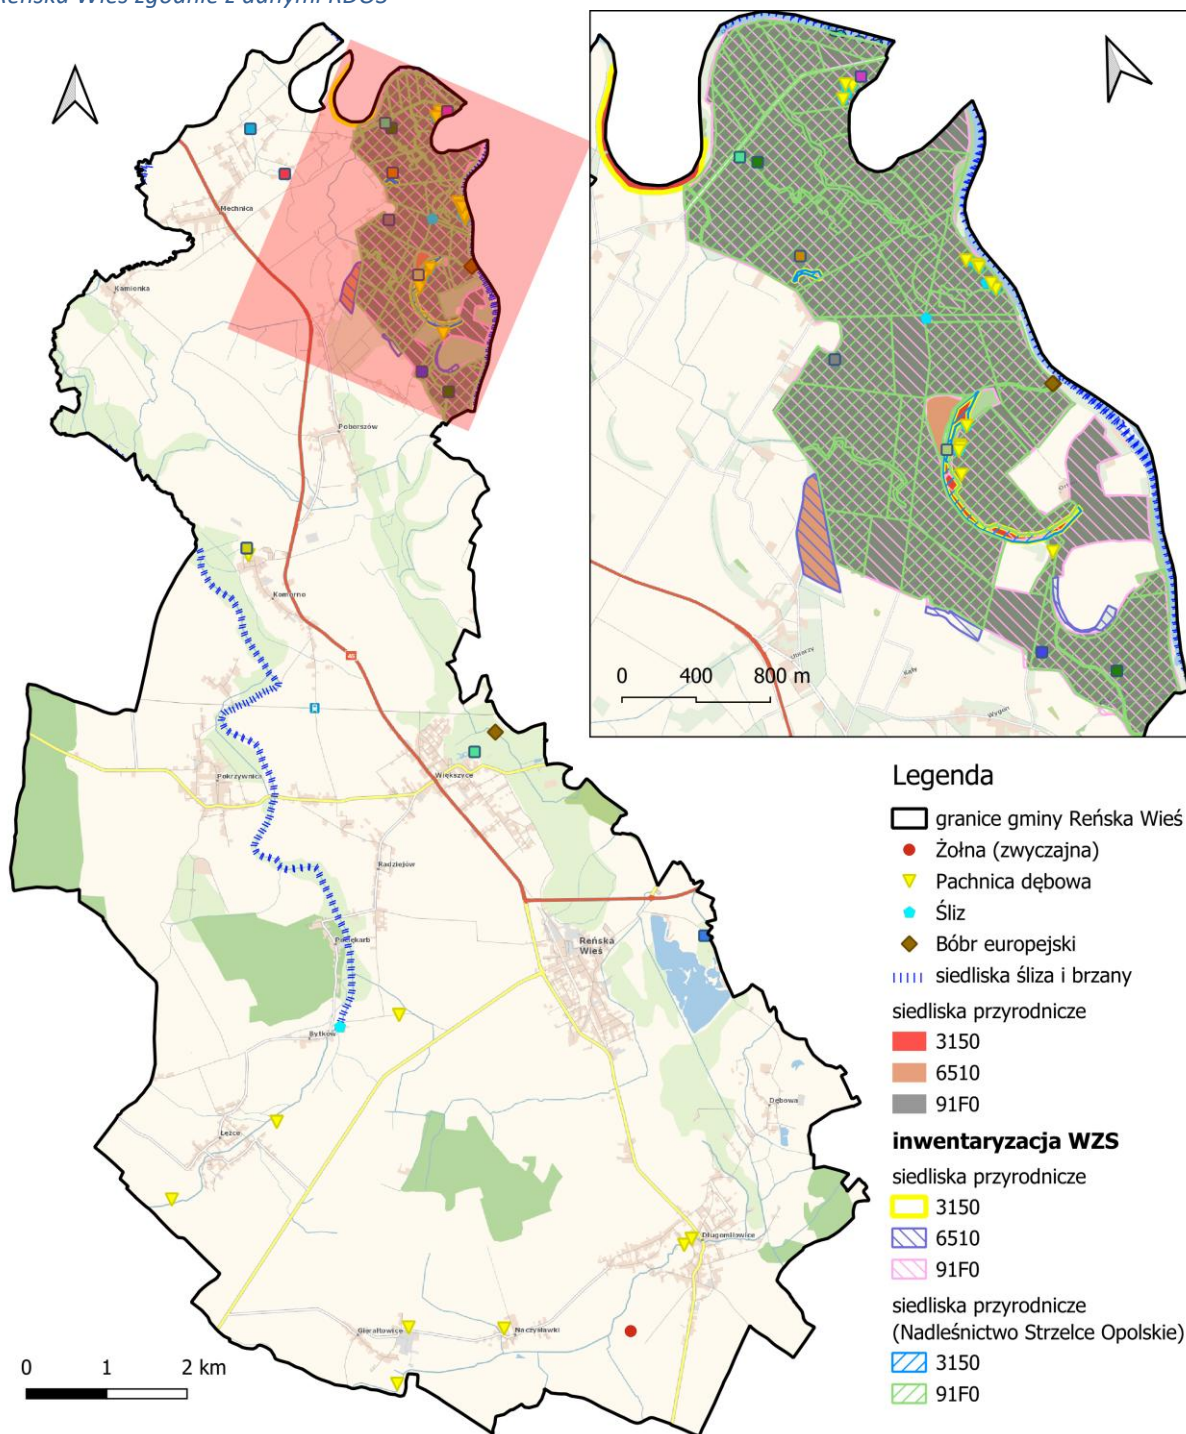 Reńska Wieś zgodnie z danymi RDOŚ
Mechnica
Kamionka
Poborszów
Komorno
45
Pokrzywnica
Większyce
Radziejów
Reńska
Wieś
Bytków
Łężce
Dębowa
Długomiłowice
Gierałtowice
Naczysławki
0 1 2 km
Kąty
Wygon
0 400 800 m
Legenda
granice gminy Reńska Wieś
Żołna (zwyczajna)
Pachnica dębowa
Śliz
Bóbr europejski
siedliska śliza i brzany
siedliska przyrodnicze
3150
6510
91F0
inwentaryzacja WZS
siedliska przyrodnicze
3150
6510
91F0
siedliska przyrodnicze
(Nadleśnictwo Strzelce Opolskie)
3150
91F0